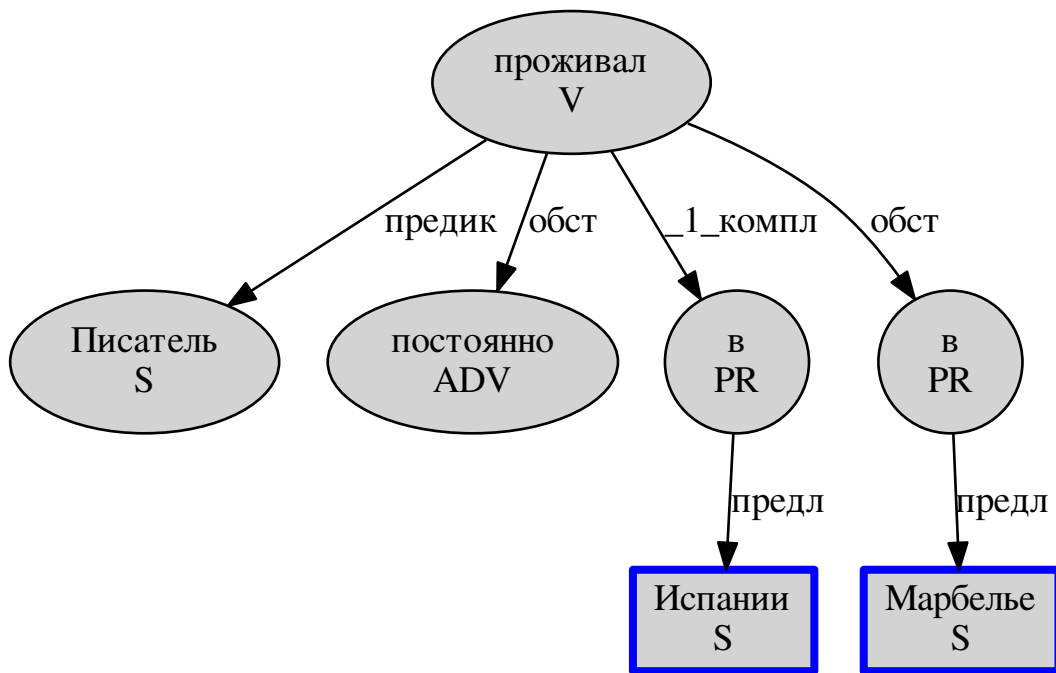 проживал
V
предик
обст
_1_компл
обст
Писатель
S
постоянно
ADV
в
PR
в
PR
предл
предл
Испании
S
Марбелье
S